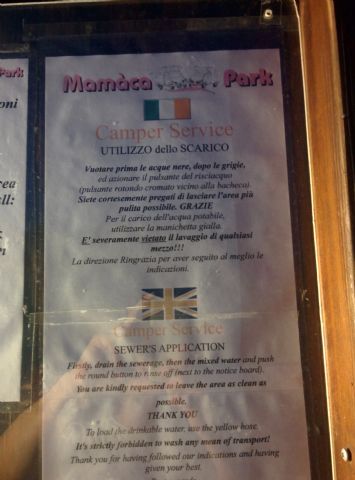 Park
oni
Mamàca Park
Camper Service
UTILIZZO dello SCARICO
Vuotare prima le acque nere, dopo le grigie,
ed azionare il pulsante del risciacquo
(pulsante rotondo cromato vicino alla bacheca).
Siete cortesemente pregati di lasciare l'area più
pulita possibile. GRAZIE
Per il carico dell'acqua potabile,
utilizzare la manichetta gialla.
E' severamente vietato il lavaggio di qualsiasi
mezzo!!!
La direzione Ringrazia per aver seguito al meglio le
indicazioni.
Camper Service
SEWER'S APPLICATION
Firstly, drain the sewerage, then the mixed water and push
the round button to rinse off (next to the notice board).
You are kindly requested to leave the area as clean as
possible.
THANK YOU
To load the drinkable water, use the yellow hose.
It's strictly forbidden to wash any mean of transport!
Thank you for having followed our indications and having
given your best.